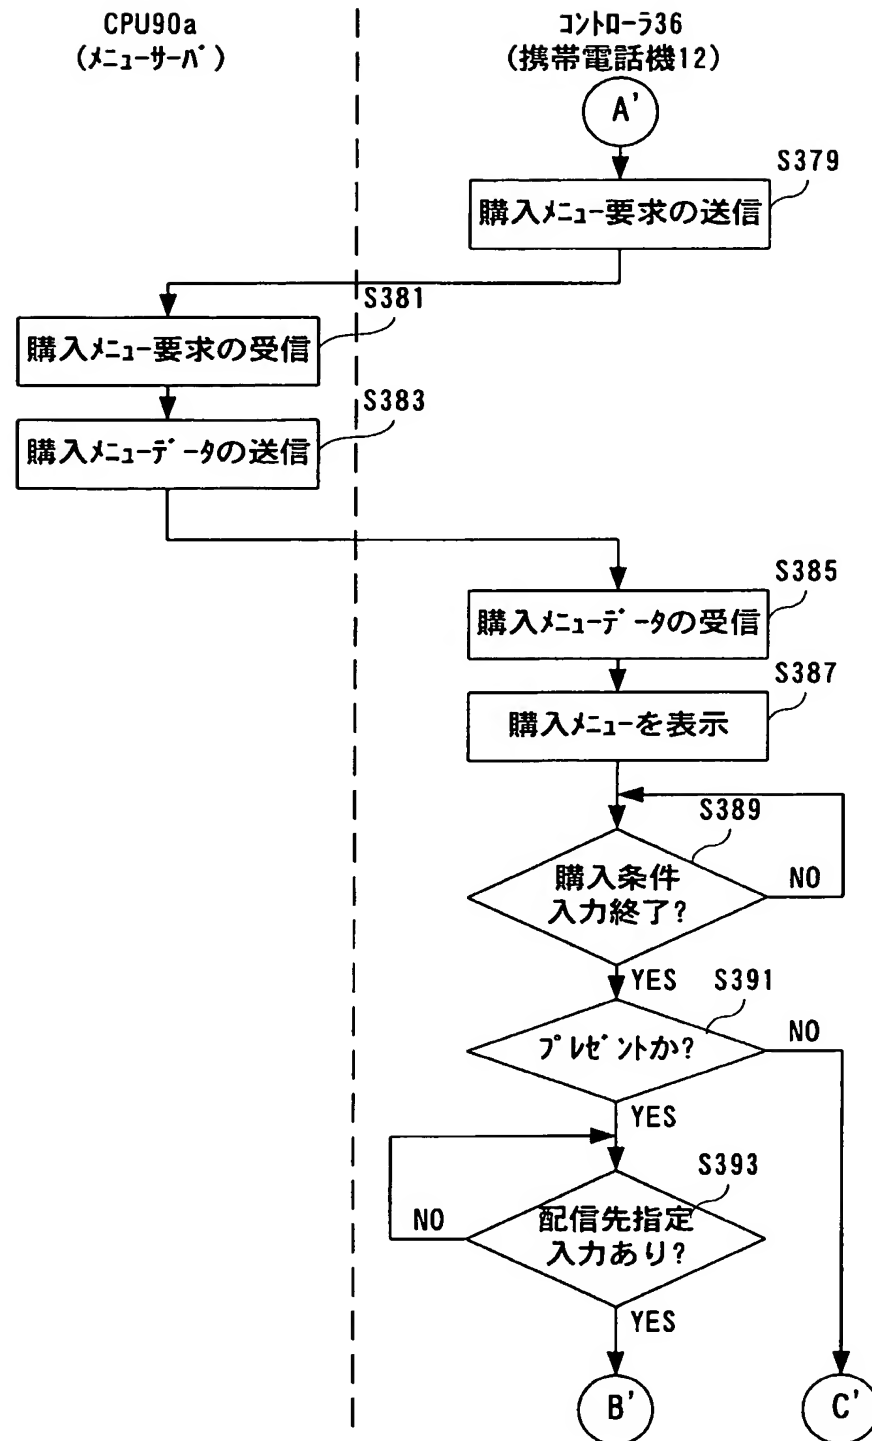 CPU90a
(ﾒﾆｭｰｻｰﾊﾞ)
ｺﾝﾄﾛｰﾗ36
(携帯電話機12)
A'
S379
購入ﾒﾆｭｰ要求の送信
S381
購入ﾒﾆｭｰ要求の受信
S383
購入ﾒﾆｭｰﾃﾞｰﾀの送信
S385
購入ﾒﾆｭｰﾃﾞｰﾀの受信
S387
購入ﾒﾆｭｰを表示
S389
購入条件
入力終了?
NO
YES
S391
ﾌﾟﾚｾﾞﾝﾄか?
NO
YES
S393
配信先指定
入力あり?
NO
YES
B'
C'